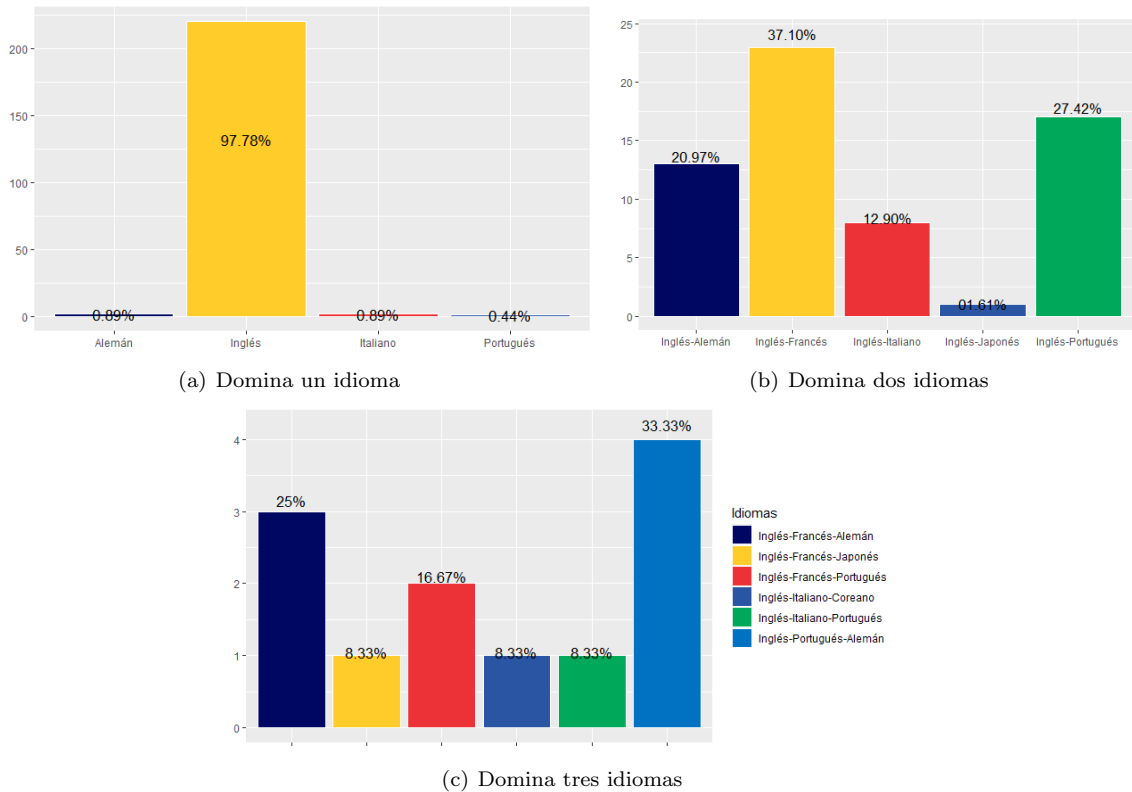 200
150
100
50
0
97.78%
0.89%
0.89%
0.44%
Alemán Inglés Italiano Portugués
(a) Domina un idioma
25
20
15
10
5
0
37.10%
27.42%
20.97%
12.90%
01.61%
Inglés-Alemán Inglés-Francés Inglés-Italiano Inglés-Japonés Inglés-Portugués
(b) Domina dos idiomas
4
3
2
1
0
33.33%
25%
16.67%
8.33%
8.33%
8.33%
Idiomas
Inglés-Francés-Alemán
Inglés-Francés-Japonés
Inglés-Francés-Portugués
Inglés-Italiano-Coreano
Inglés-Italiano-Portugués
Inglés-Portugués-Alemán
(c) Domina tres idiomas